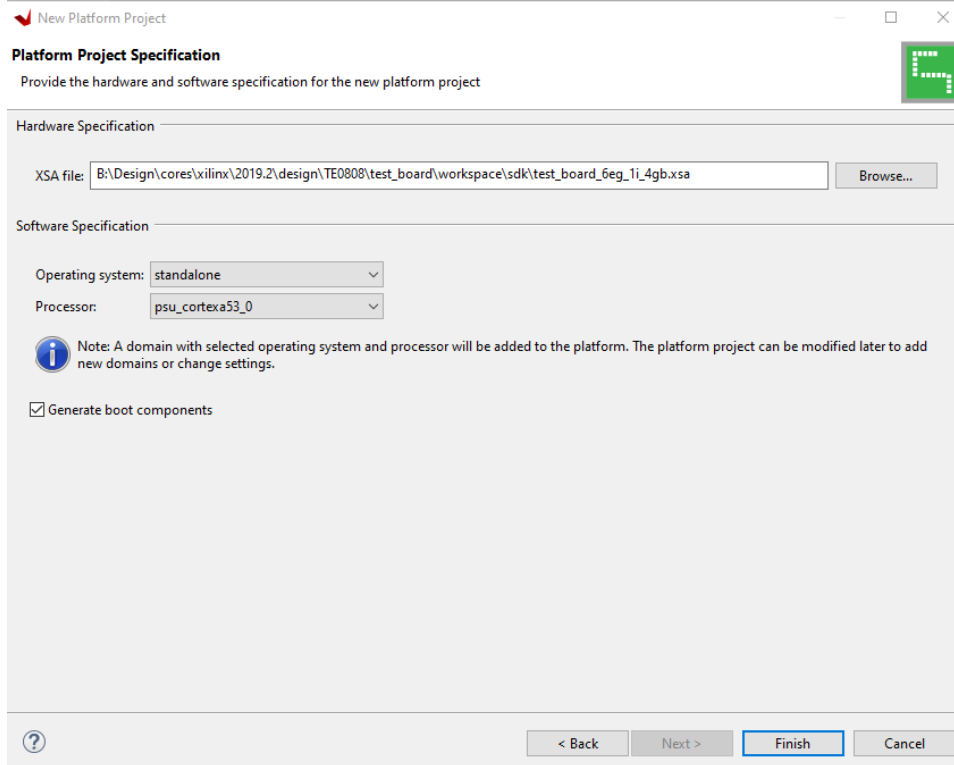 New Platform Project
Platform Project Specification
Provide the hardware and software specification for the new platform project
Hardware Specification
XSA file: B:\Design\cores\xilinx\2019.2\design\TE0808\test_board\workspace\sdk\test_board_6eg_1i_4gb.xsa Browse...
Software Specification
Operating system: standalone
Processor: psu_cortexa53_0
Note: A domain with selected operating system and processor will be added to the platform. The platform project can be modified later to add
new domains or change settings.
Generate boot components
? < Back Next > Finish Cancel